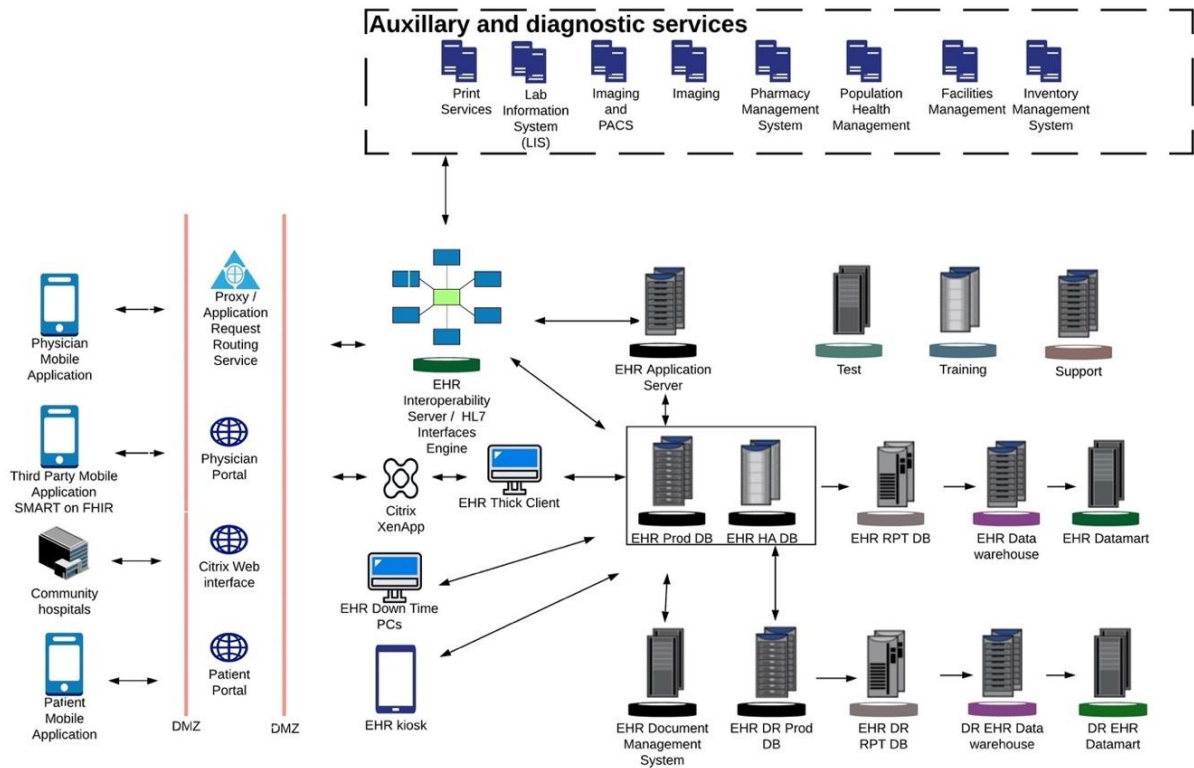 Auxillary and diagnostic services
Print
Services
Lab
Information
System
(LIS)
Imaging
and
PACS
Imaging
Pharmacy
Management
System
Population
Health
Management
Facilities
Management
Inventory
Management
System
Physician
Mobile
Application
Proxy /
Application
Request
Routing
Service
EHR
Interoperability
Server / HL7
Interfaces
Engine
EHR Application
Server
Test
Training
Support
Third Party Mobile
Application
SMART on FHIR
Physician
Portal
Citrix
XenApp
EHR Thick Client
EHR Prod DB
EHR HA DB
EHR RPT DB
EHR Data
warehouse
EHR Datamart
Community
hospitals
Citrix Web
interface
EHR Down Time
PCs
Patient
Mobile
Application
Patient
Portal
DMZ
DMZ
EHR kiosk
EHR Document
Management
System
EHR DR Prod
DB
EHR DR
RPT DB
DR EHR Data
warehouse
DR EHR
Datamart